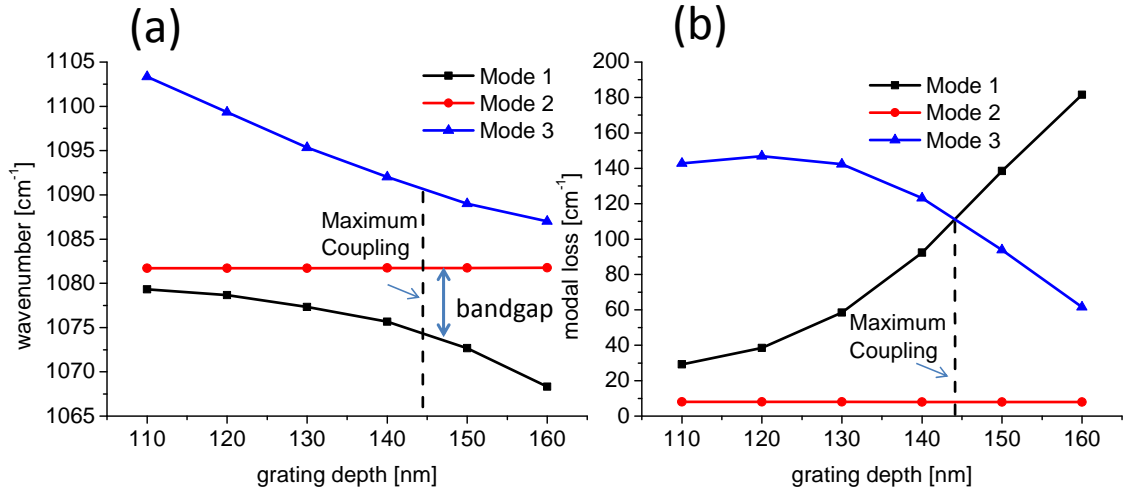 (a)
1105
1100
1095
1090
1085
1080
1075
1070
1065
wavenumber [cm-1]
Mode 1
Mode 2
Mode 3
Maximum
Coupling
bandgap
110 120 130 140 150 160
grating depth [nm]
(b)
200
180
160
140
120
100
80
60
40
20
0
modal loss [cm-1]
Mode 1
Mode 2
Mode 3
Maximum
Coupling
110 120 130 140 150 160
grating depth [nm]